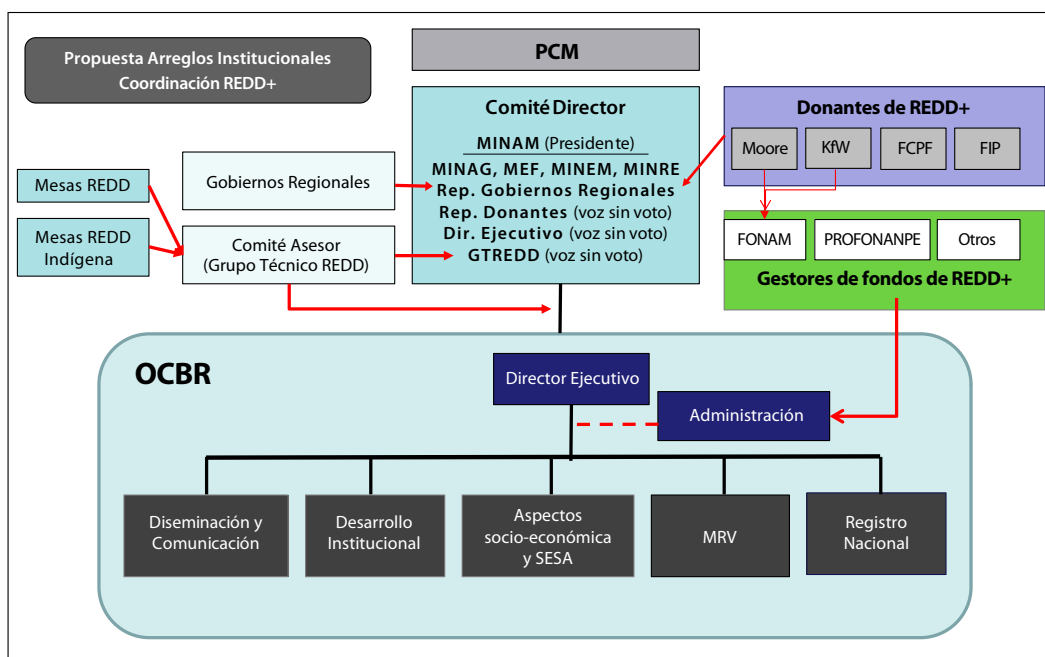 Propuesta Arreglos Institucionales
Coordinación REDD+
PCM
Comité Director
MINAM (Presidente)
MINAG, MEF, MINEM, MINRE
Rep. Gobiernos Regionales
Rep. Donantes (voz sin voto)
Dir. Ejecutivo (voz sin voto)
GTREDD (voz sin voto)
Donantes de REDD+
Moore
KfW
FCPF
FIP
Mesas REDD
Gobiernos Regionales
Mesas REDD
Indígena
Comité Asesor
(Grupo Técnico REDD)
FONAM
PROFONANPE
Otros
Gestores de fondos de REDD+
OCBR
Director Ejecutivo
Administración
Diseminación y
Comunicación
Desarrollo
Institucional
Aspectos
socio-económica
y SESA
MRV
Registro
Nacional